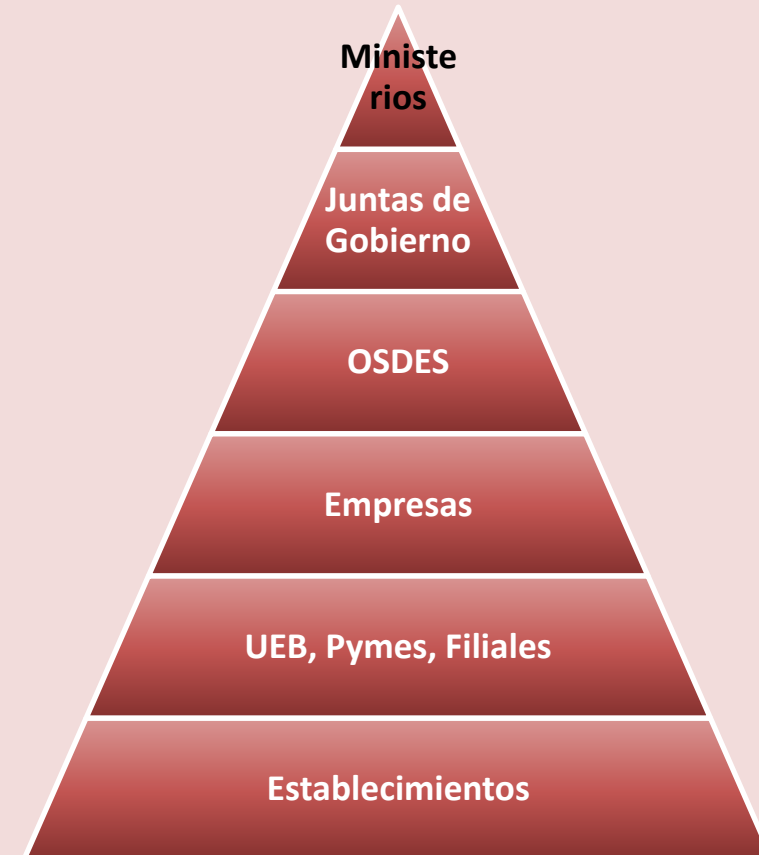 Ministe
rios
Juntas de
Gobierno
OSDES
Empresas
UEB, Pymes, Filiales
Establecimientos